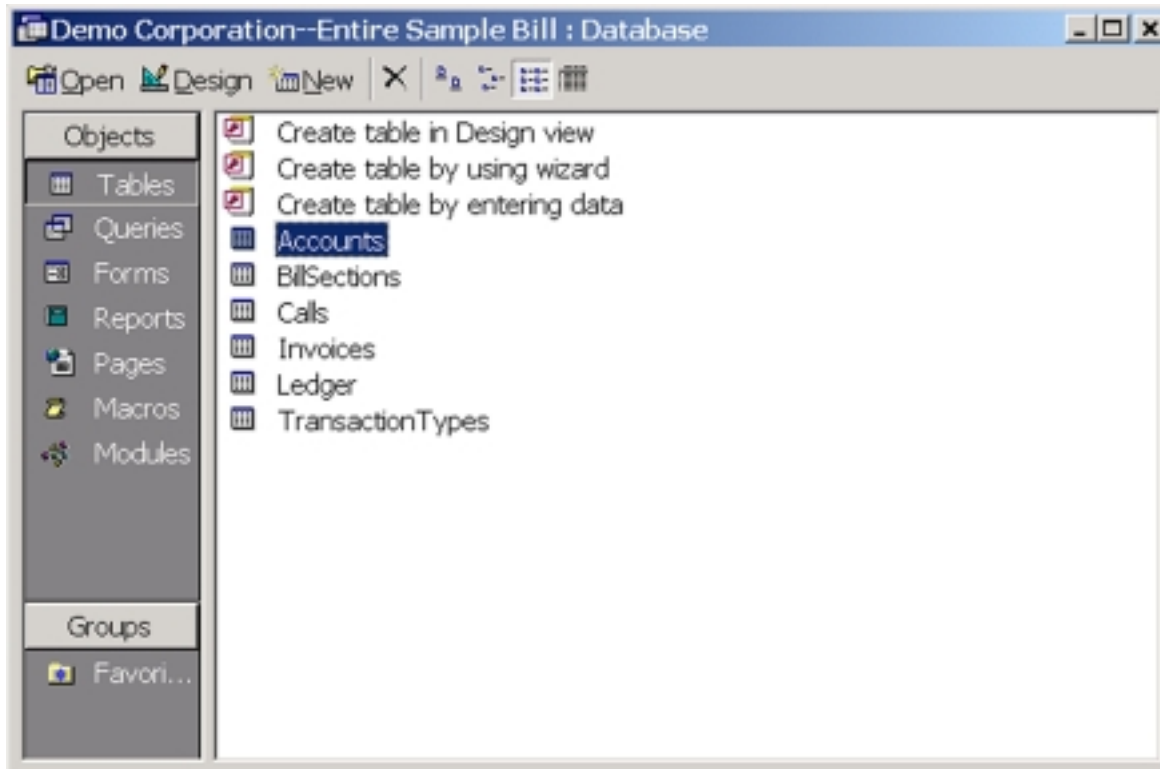 Demo Corporation--Entire Sample Bill : Database
Open Design New
Objects
Tables
Queries
Forms
Reports
Pages
Macros
Modules
Groups
Favori...
Create table in Design view
Create table by using wizard
Create table by entering data
Accounts
BillSections
Calls
Invoices
Ledger
TransactionTypes